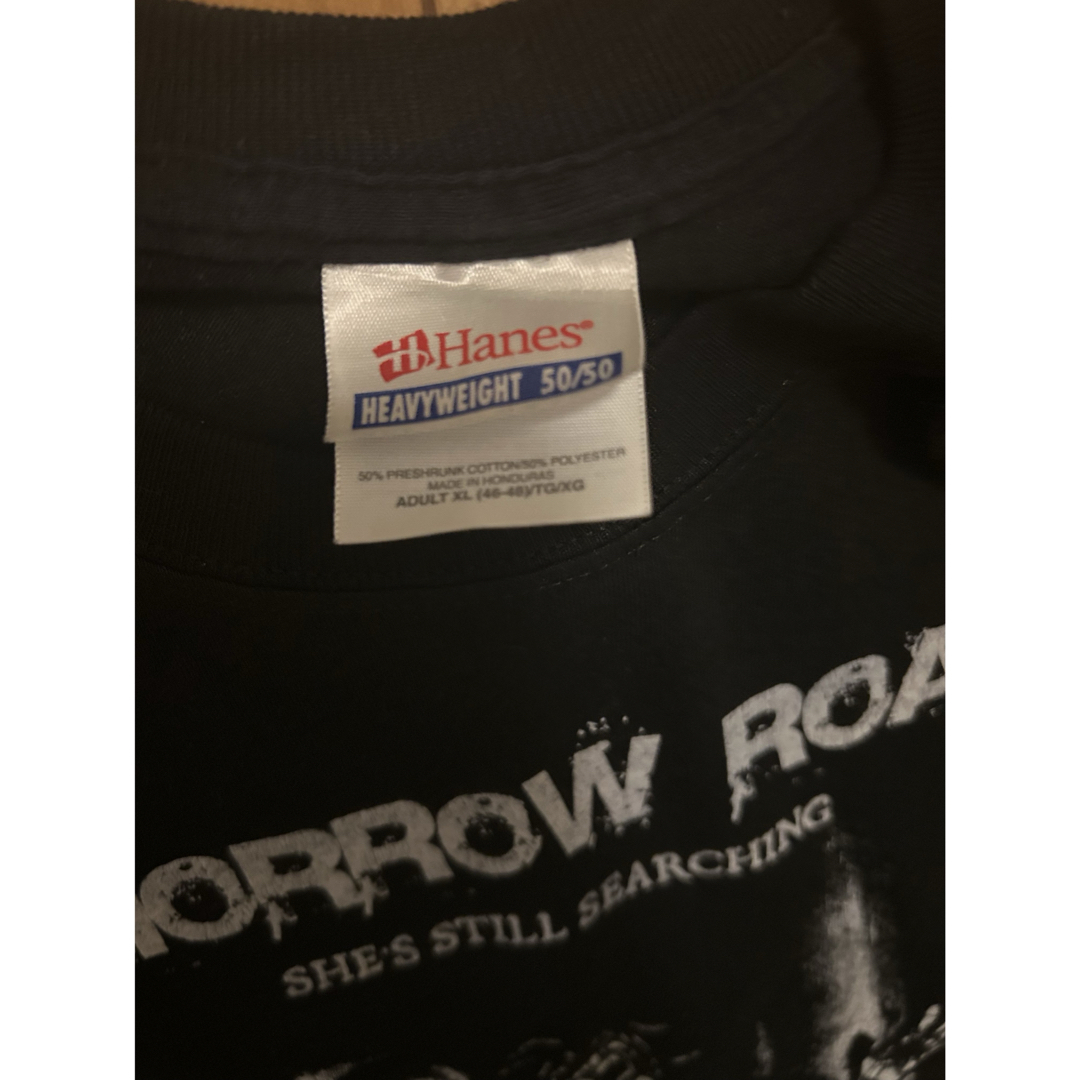 Hanes®
HEAVYWEIGHT 50/50
50% PRESHRUNK COTTON/50% POLYESTER
MADE IN HONDURAS
ADULT XL (46-48)/TG/XG
ORROW ROA
SHE'S STILL SEARCHING